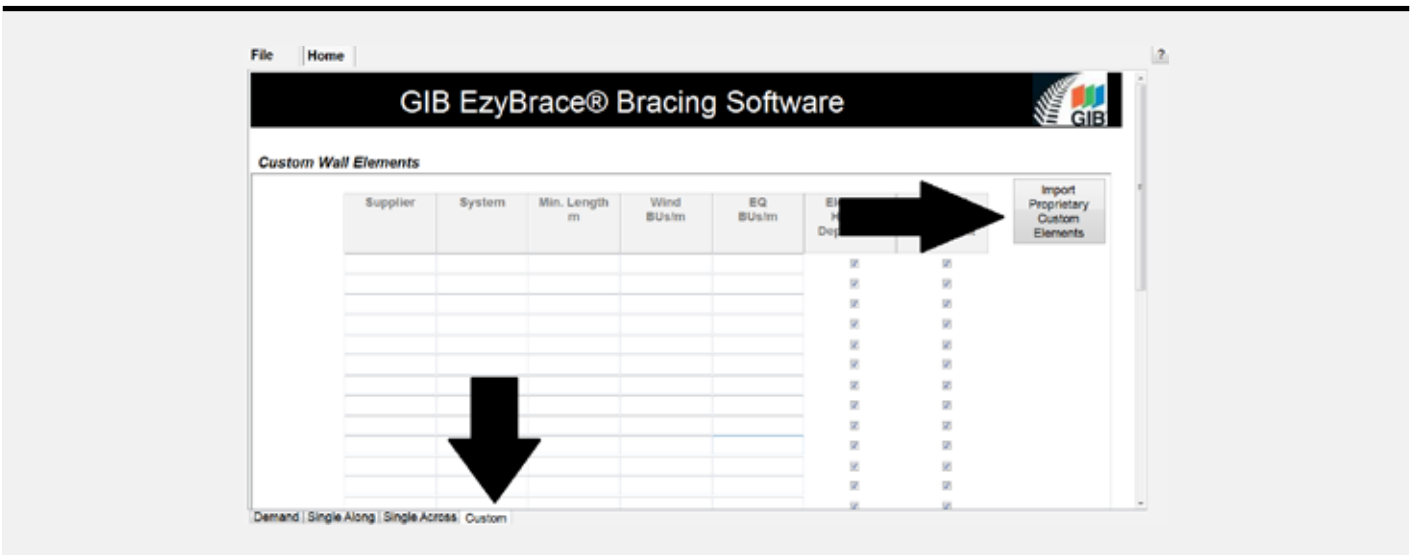 File Home ?
GIB EzyBrace® Bracing Software
GIB
Custom Wall Elements
Import
Proprietary
Custom
Elements
Supplier System Min. Length Wind EQ
m BUs/m BUs/m
Demand Single Along Single Across Custom